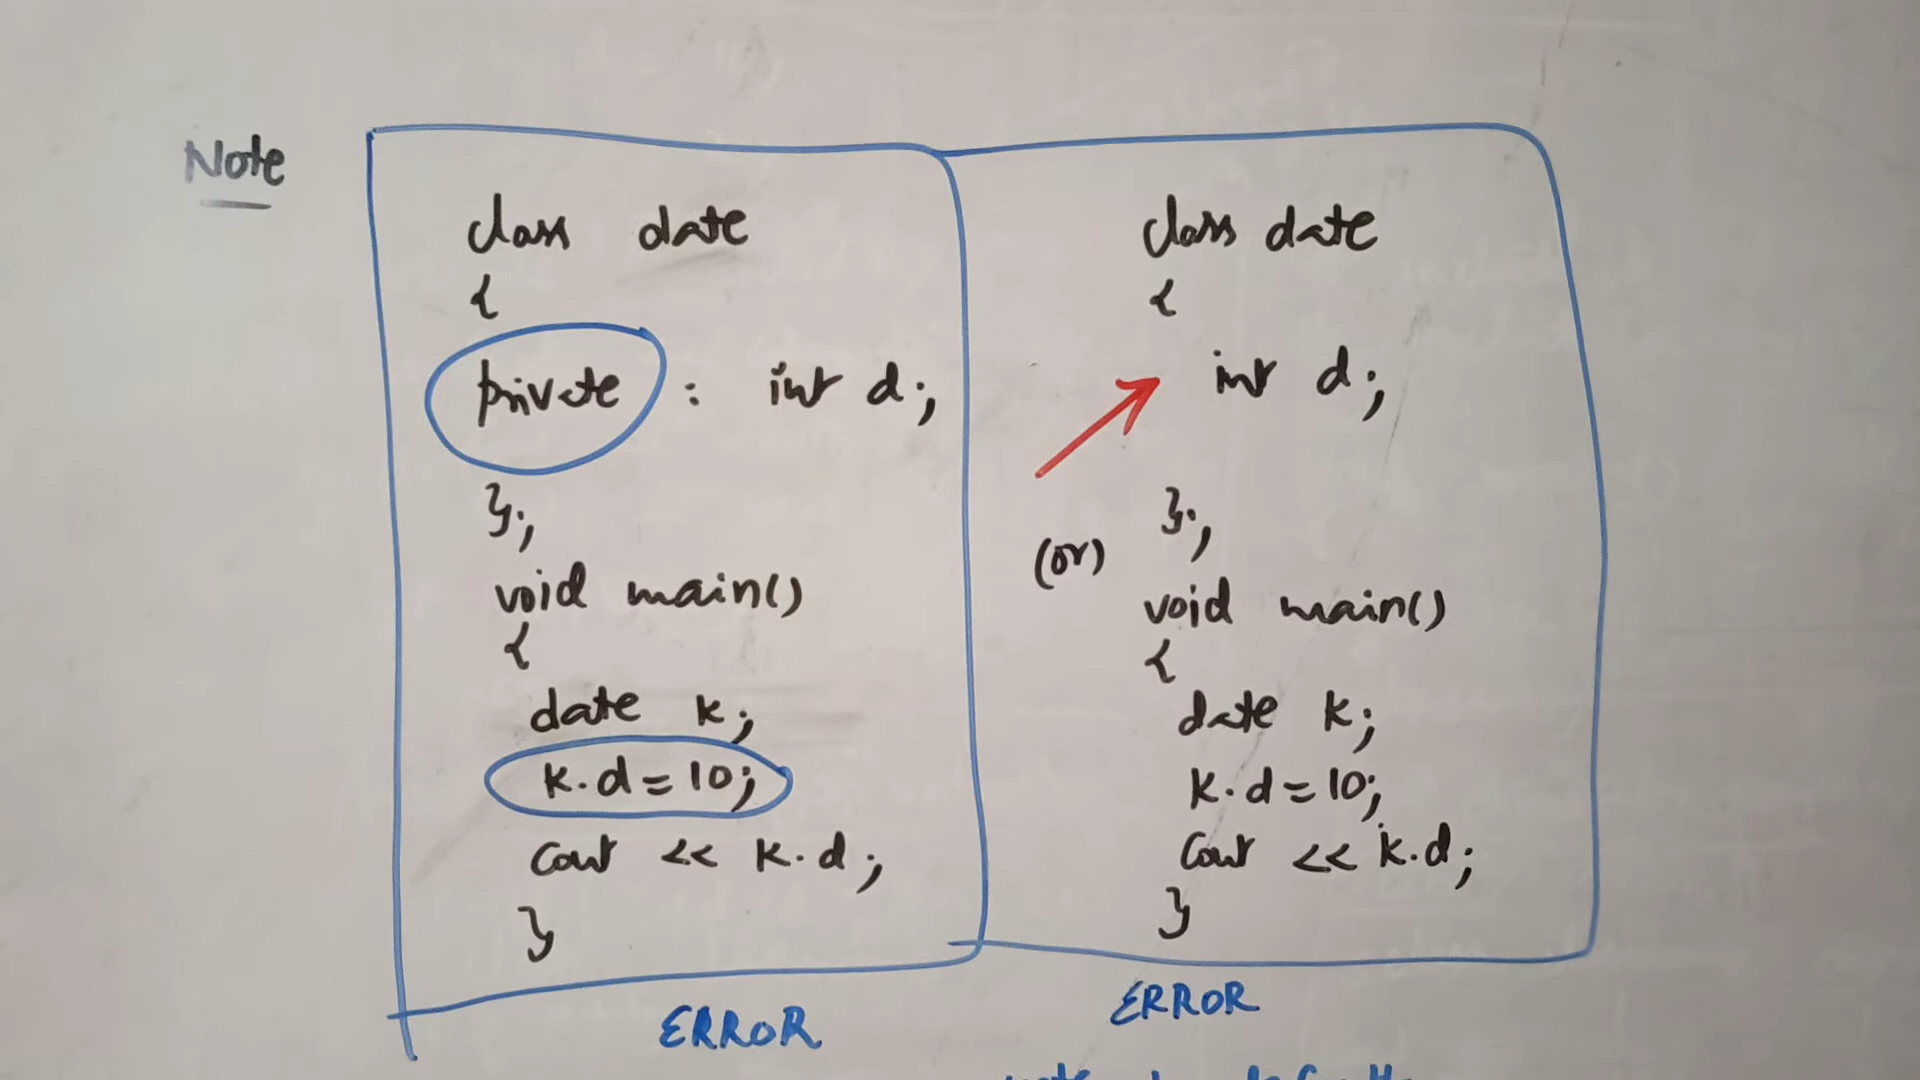 Note
class date
{
private : int d;
};
void main()
{
date k;
k.d=10;
cout << k.d;
}
ERROR
(or)
class date
{
int d;
};
void main()
{
date k;
k.d=10;
cout << k.d;
}
ERROR